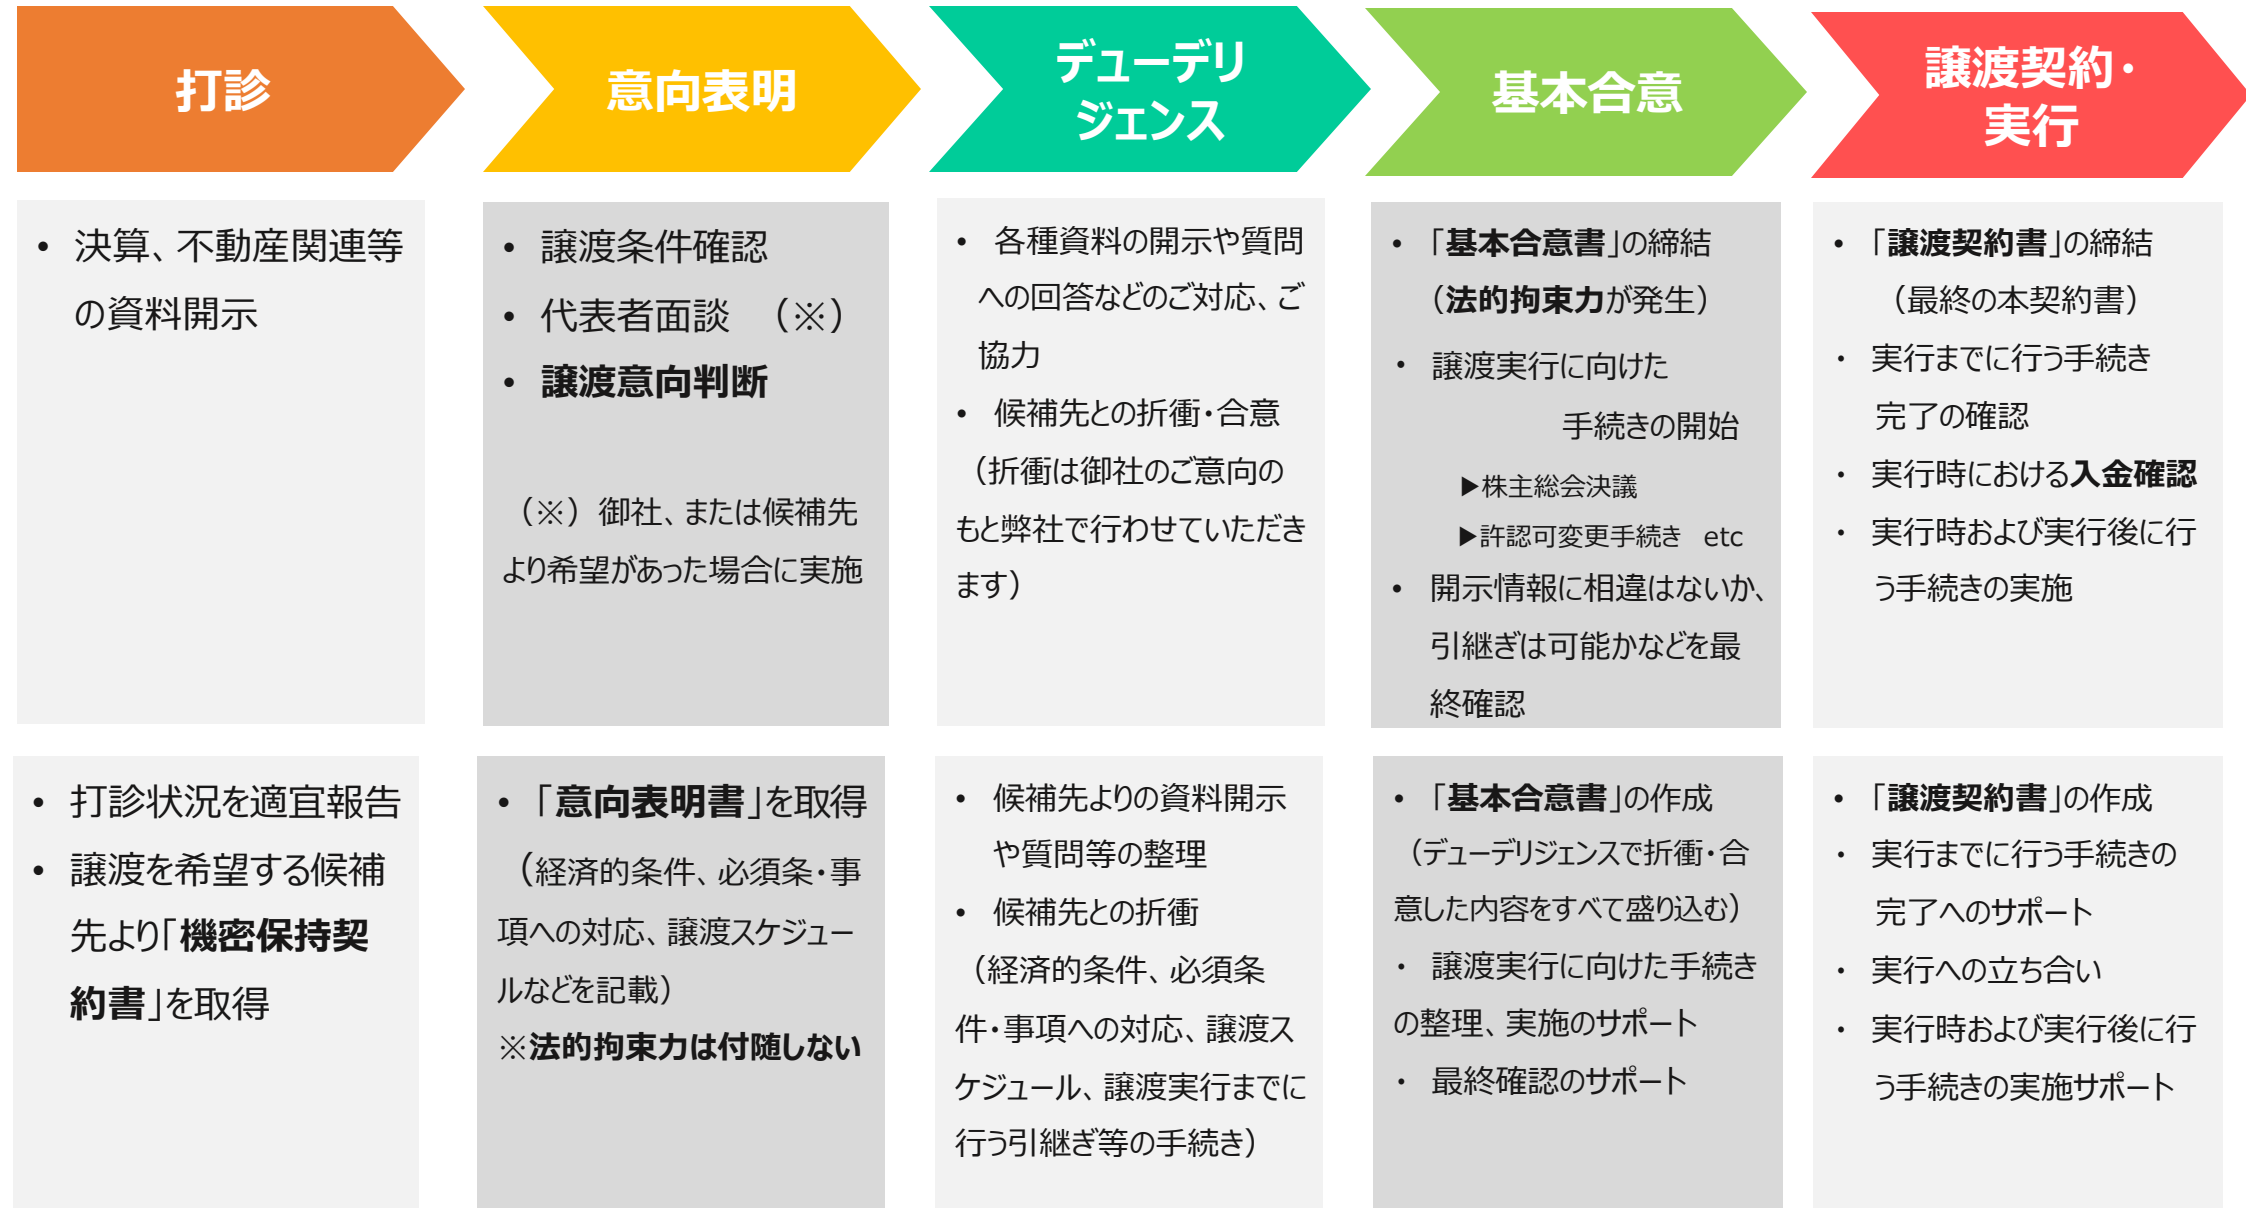 打診
意向表明
デューデリ
ジェンス
基本合意
譲渡契約・
実行
• 決算、不動産関連等
の資料開示
• 譲渡条件確認
• 代表者面談　（※）
• 譲渡意向判断
（※）御社、または候補先
より希望があった場合に実施
• 各種資料の開示や質問
への回答などのご対応、ご
協力
• 候補先との折衝・合意
（折衝は御社のご意向の
もと弊社で行わせていただき
ます）
• 「基本合意書」の締結
（法的拘束力が発生）
・ 譲渡実行に向けた
手続きの開始
▶株主総会決議
▶許認可変更手続き　etc
• 開示情報に相違はないか、
引継ぎは可能かなどを最
終確認
• 「譲渡契約書」の締結
（最終の本契約書）
・ 実行までに行う手続き
完了の確認
・ 実行時における入金確認
・ 実行時および実行後に行
う手続きの実施
• 打診状況を適宜報告
• 譲渡を希望する候補
先より「機密保持契
約書」を取得
• 「意向表明書」を取得
（経済的条件、必須条・事
項への対応、譲渡スケジュー
ルなどを記載）
※法的拘束力は付随しない
• 候補先よりの資料開示
や質問等の整理
• 候補先との折衝
（経済的条件、必須条
件・事項への対応、譲渡ス
ケジュール、譲渡実行までに
行う引継ぎ等の手続き）
• 「基本合意書」の作成
（デューデリジェンスで折衝・合
意した内容をすべて盛り込む）
・ 譲渡実行に向けた手続き
の整理、実施のサポート
・ 最終確認のサポート
• 「譲渡契約書」の作成
・ 実行までに行う手続きの
完了へのサポート
・ 実行への立ち合い
・ 実行時および実行後に行
う手続きの実施サポート